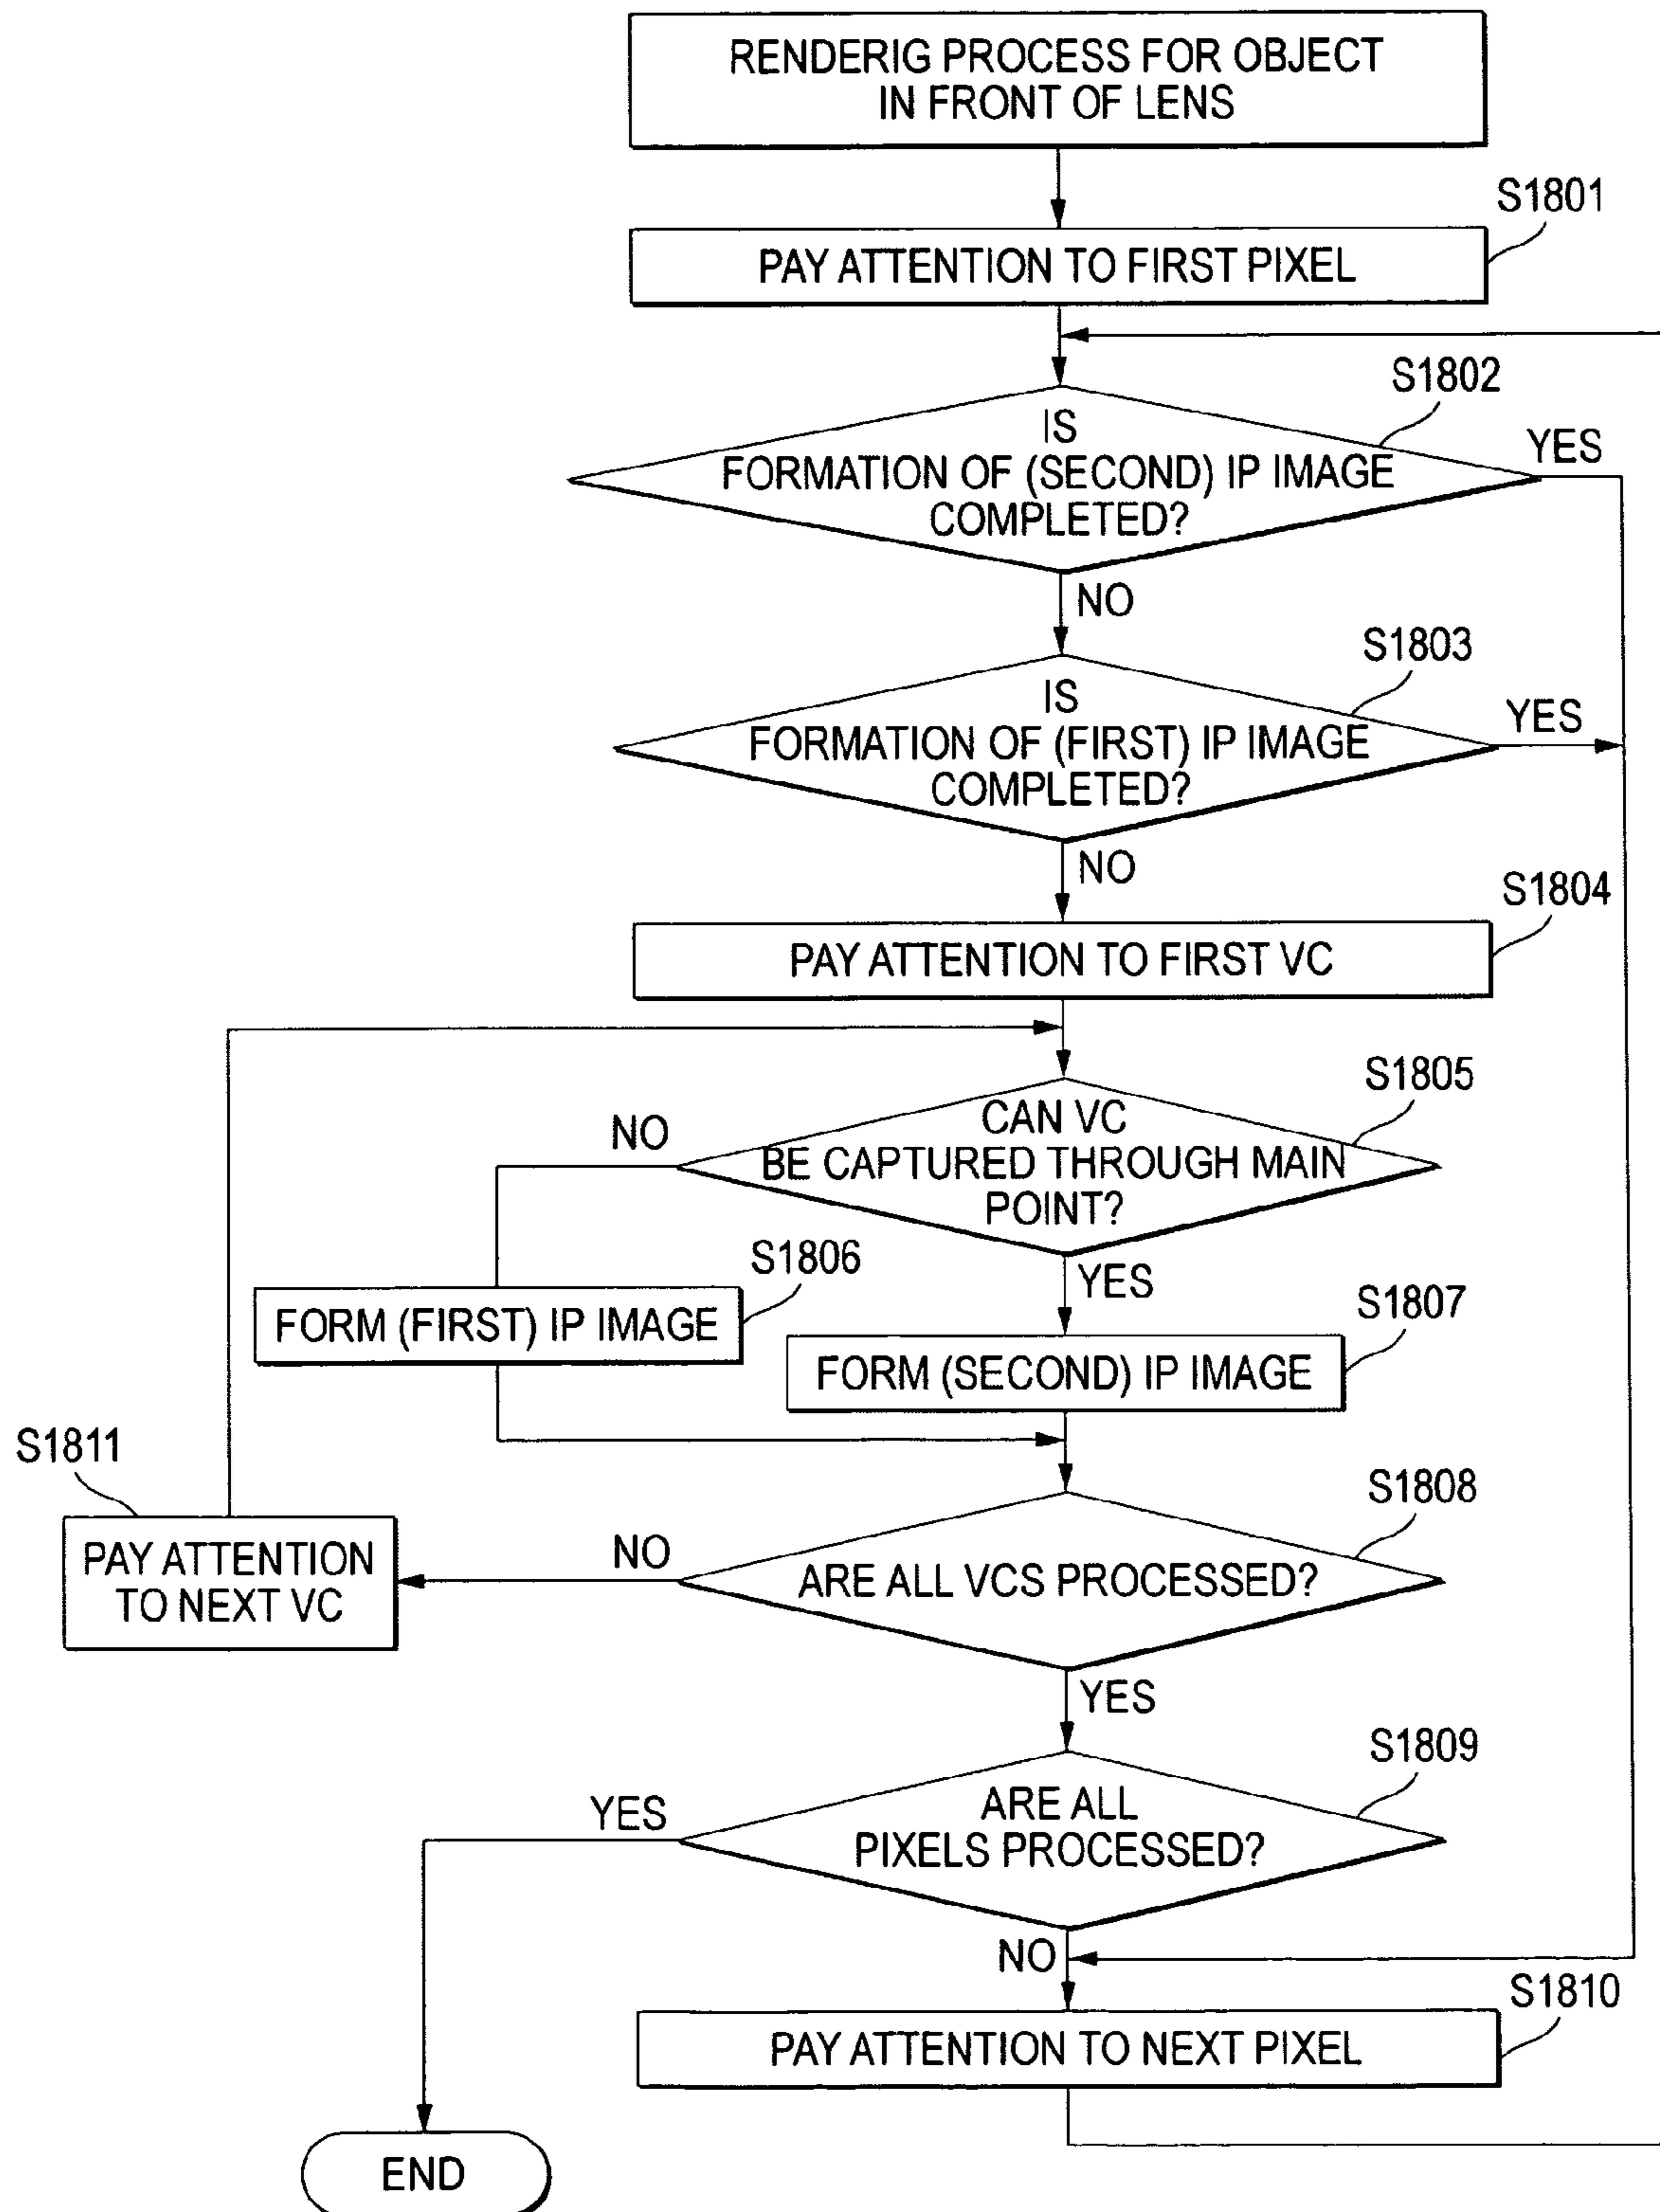 RENDERIG PROCESS FOR OBJECT
IN FRONT OF LENS
S1801
PAY ATTENTION TO FIRST PIXEL
S1802
IS
FORMATION OF (SECOND) IP IMAGE
COMPLETED?
YES
NO
S1803
IS
FORMATION OF (FIRST) IP IMAGE
COMPLETED?
YES
NO
S1804
PAY ATTENTION TO FIRST VC
S1805
CAN VC
BE CAPTURED THROUGH MAIN
POINT?
NO
YES
S1806
FORM (FIRST) IP IMAGE
S1807
FORM (SECOND) IP IMAGE
S1811
PAY ATTENTION
TO NEXT VC
S1808
NO
ARE ALL VCS PROCESSED?
YES
S1809
YES
ARE ALL
PIXELS PROCESSED?
NO
S1810
PAY ATTENTION TO NEXT PIXEL
END